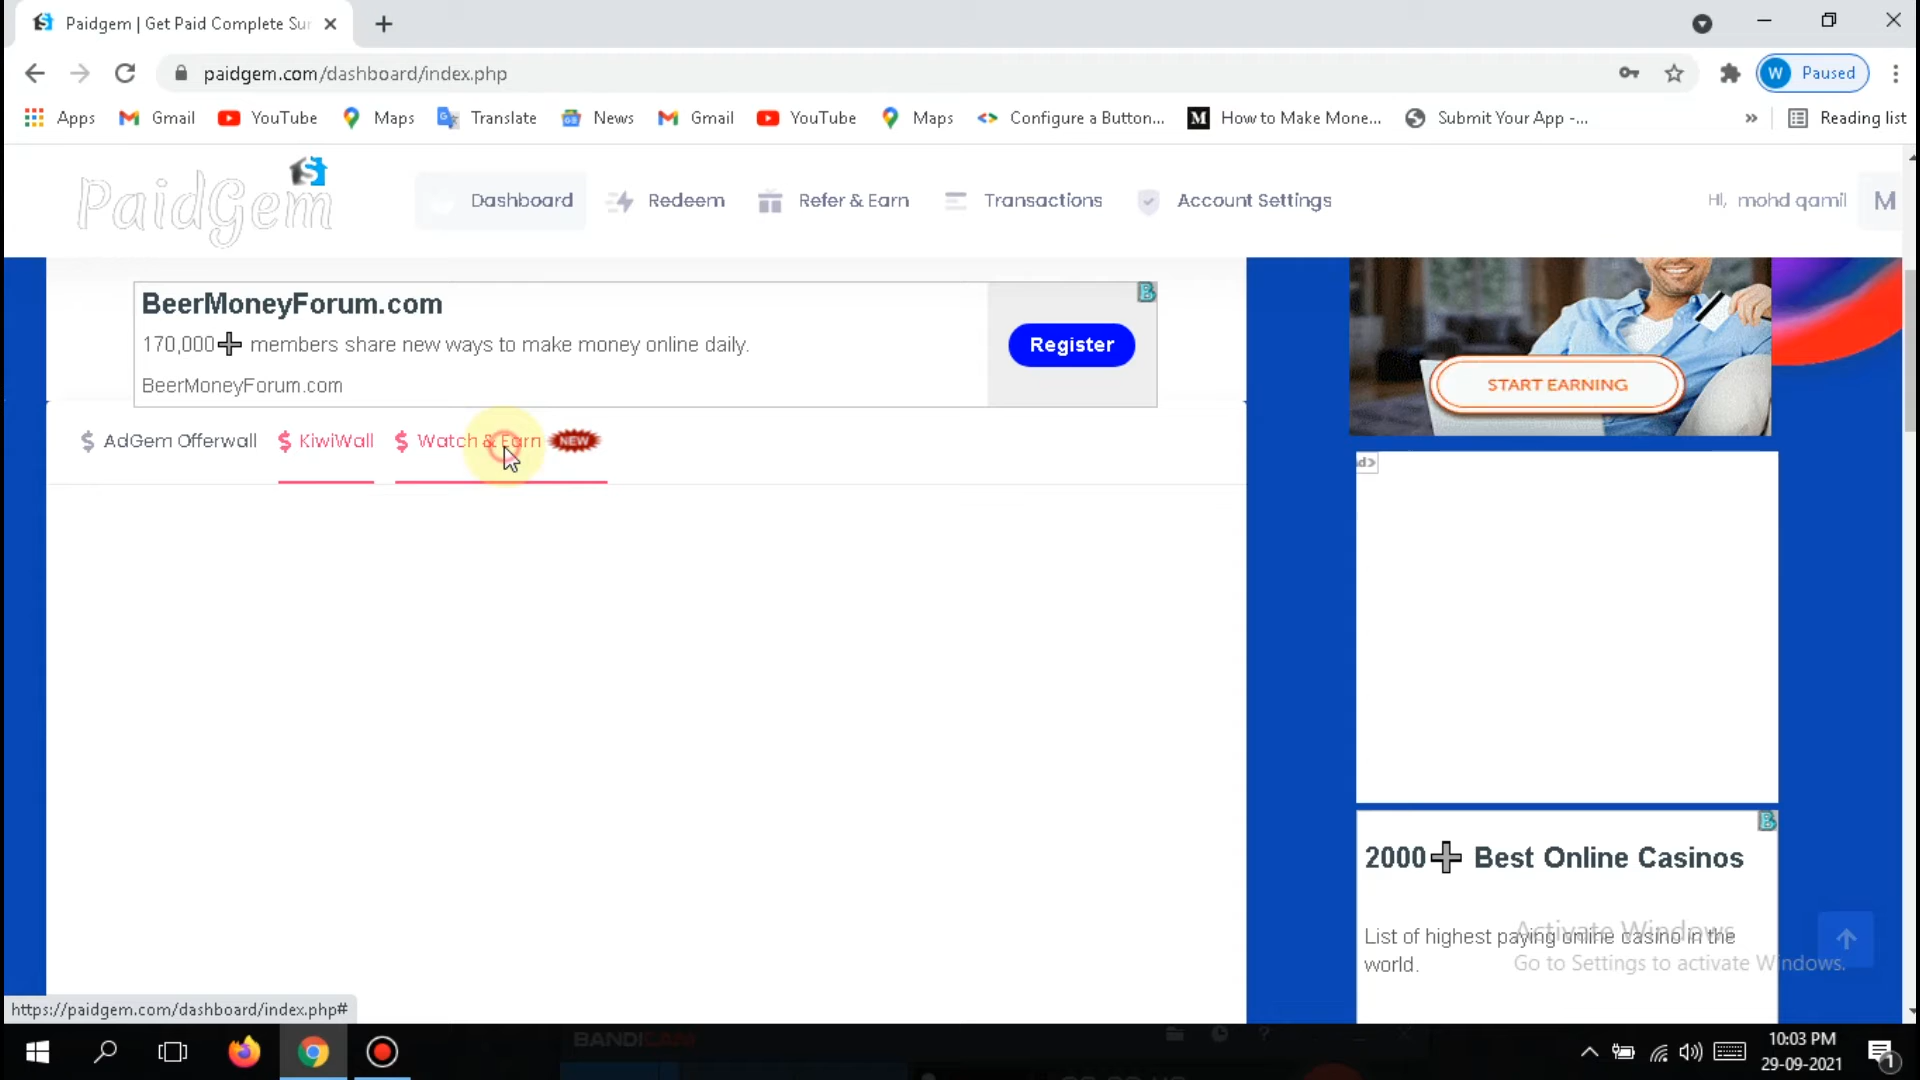 Paidgem | Get Paid Complete Sur
paidgem.com/dashboard/index.php
W Paused
Apps Gmail YouTube Maps Translate News Gmail YouTube Maps Configure a Button... How to Make Mone... Submit Your App -... » Reading list
PaidGem
Dashboard Redeem Refer & Earn Transactions Account Settings Hi, mohd qamil M
BeerMoneyForum.com
170,000+ members share new ways to make money online daily.
BeerMoneyForum.com
Register
START EARNING
$ AdGem Offerwall $ KiwiWall $ Watch & Earn NEW
2000+ Best Online Casinos
List of highest paying online casino in the
world.
Activate Windows
Go to Settings to activate Windows.
https://paidgem.com/dashboard/index.php#
BANDICAM
10:03 PM
29-09-2021
1